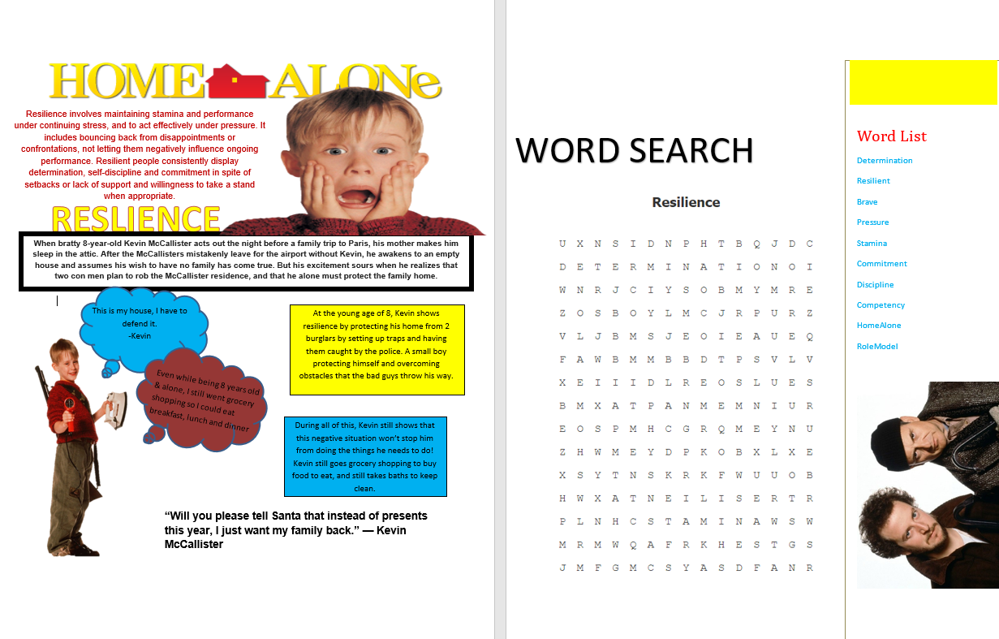 HOME ALONe
Resilience involves maintaining stamina and performance
under continuing stress, and to act effectively under pressure. It
includes bouncing back from disappointments or
confrontations, not letting them negatively influence ongoing
performance. Resilient people consistently display
determination, self-discipline and commitment in spite of
setbacks or lack of support and willingness to take a stand
when appropriate.
RESLIENCE
When bratty 8-year-old Kevin McCallister acts out the night before a family trip to Paris, his mother makes him
sleep in the attic. After the McCallisters mistakenly leave for the airport without Kevin, he awakens to an empty
house and assumes his wish to have no family has come true. But his excitement sours when he realizes that
two con men plan to rob the McCallister residence, and that he alone must protect the family home.
This is my house, I have to
defend it.
-Kevin
Even while being 8 years old
& alone, I still went grocery
shopping so I could eat
breakfast, lunch and dinner
At the young age of 8, Kevin shows
resilience by protecting his home from 2
burglars by setting up traps and having
them caught by the police. A small boy
protecting himself and overcoming
obstacles that the bad guys throw his way.
During all of this, Kevin still shows that
this negative situation won't stop him
from doing the things he needs to do!
Kevin still goes grocery shopping to buy
food to eat, and still takes baths to keep
clean.
“Will you please tell Santa that instead of presents
this year, I just want my family back.” — Kevin
McCallister
WORD SEARCH
Resilience
U X N S I D N P H T B Q J D C
D E T E R M I N A T I O N O I
W N R J C I Y S O B M Y M R E
Z O S B O Y L M C J R P U R Z
V L J B M S J E O I E A U E Q
F A W B M M B B D T P S V L V
X E I I I D L R E O S L U E S
B M X A T P A N M E M N I U R
E O S P M H C G R Q M E Y N U
Z H W M E Y D P K O B X L X E
X S Y T N S K R K F W U U O B
H W X A T N E I L I S E R T R
P L N H C S T A M I N A W S W
M R M W Q A F R K H E S T G S
J M F G M C S Y A S D F A N R
Word List
Determination
Resilient
Brave
Pressure
Stamina
Commitment
Discipline
Competency
HomeAlone
RoleModel